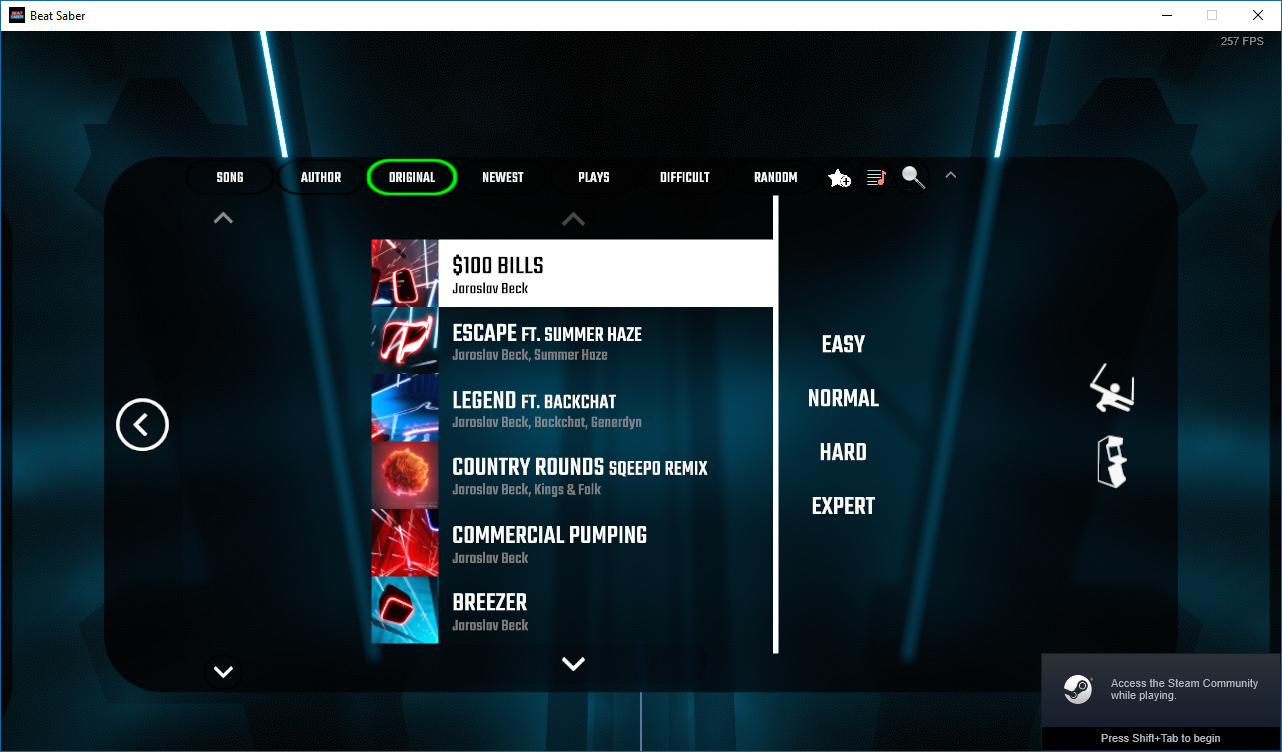 Beat Saber
257 FPS
SONG AUTHOR ORIGINAL NEWEST PLAYS DIFFICULT RANDOM
$100 BILLS
Jaroslav Beck
ESCAPE FT. SUMMER HAZE
Jaroslav Beck, Summer Haze
LEGEND FT. BACKCHAT
Jaroslav Beck, Backchat, Generdyn
COUNTRY ROUNDS SQEEPO REMIX
Jaroslav Beck, Kings & Folk
COMMERCIAL PUMPING
Jaroslav Beck
BREEZER
Jaroslav Beck
EASY
NORMAL
HARD
EXPERT
Access the Steam Community
while playing.
Press Shift+Tab to begin